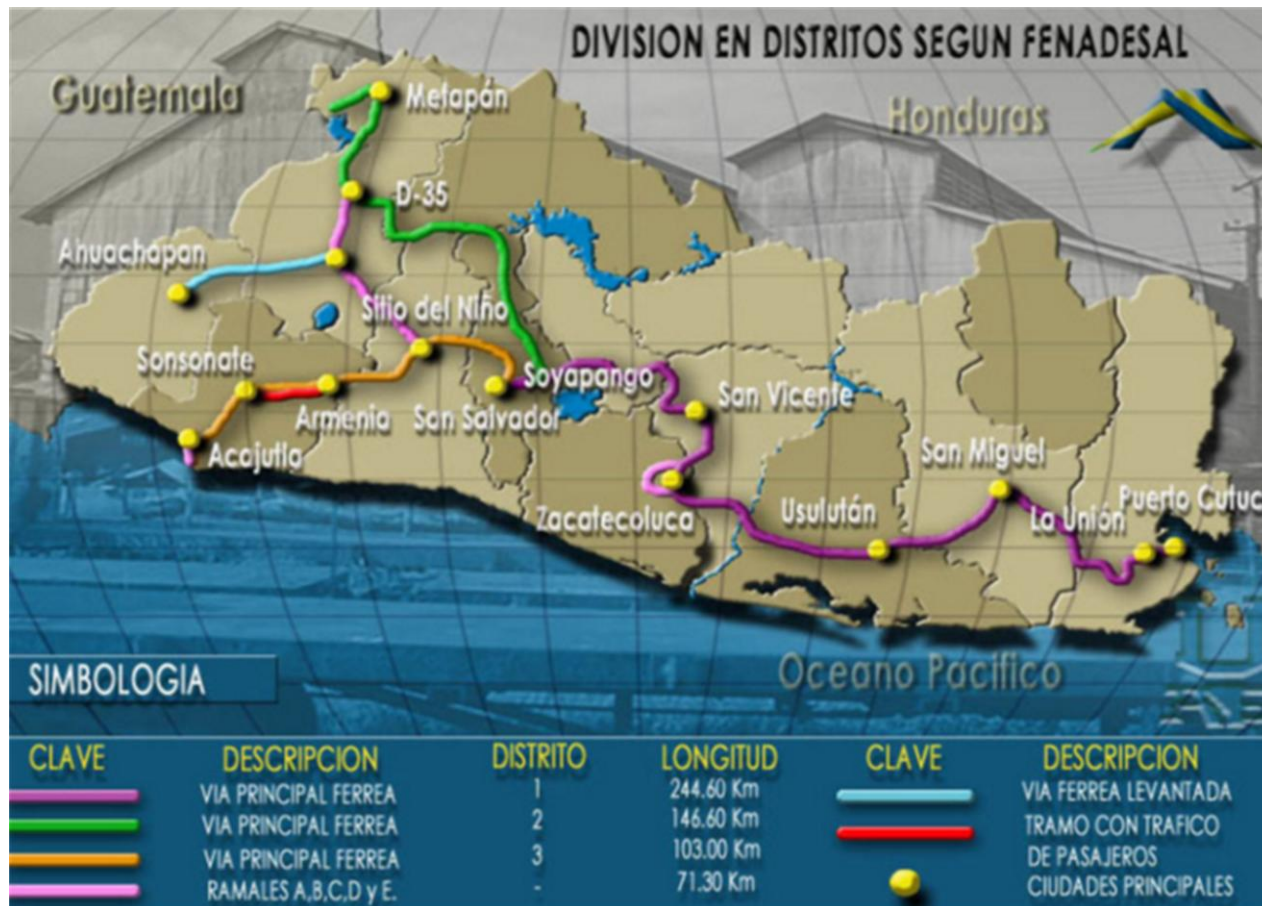 DIVISION EN DISTRITOS SEGUN FENADESAL
Guatemala
Metapán
Honduras
D-35
Ahuachapan
Sitio del Niño
Sonsonate
Soyapango
San Vicente
Armenia
San Salvador
Acajutla
San Miguel
Zacatecoluca
Usulután
La Unión
Puerto Cutuc
Oceano Pacífico
SIMBOLOGIA
CLAVE DESCRIPCION DISTRITO LONGITUD CLAVE DESCRIPCION
VIA PRINCIPAL FERREA 1 244.60 Km VIA FERREA LEVANTADA
VIA PRINCIPAL FERREA 2 146.60 Km TRAMO CON TRAFICO
VIA PRINCIPAL FERREA 3 103.00 Km DE PASAJEROS
RAMALES A,B,C,D y E. - 71.30 Km CIUDADES PRINCIPALES